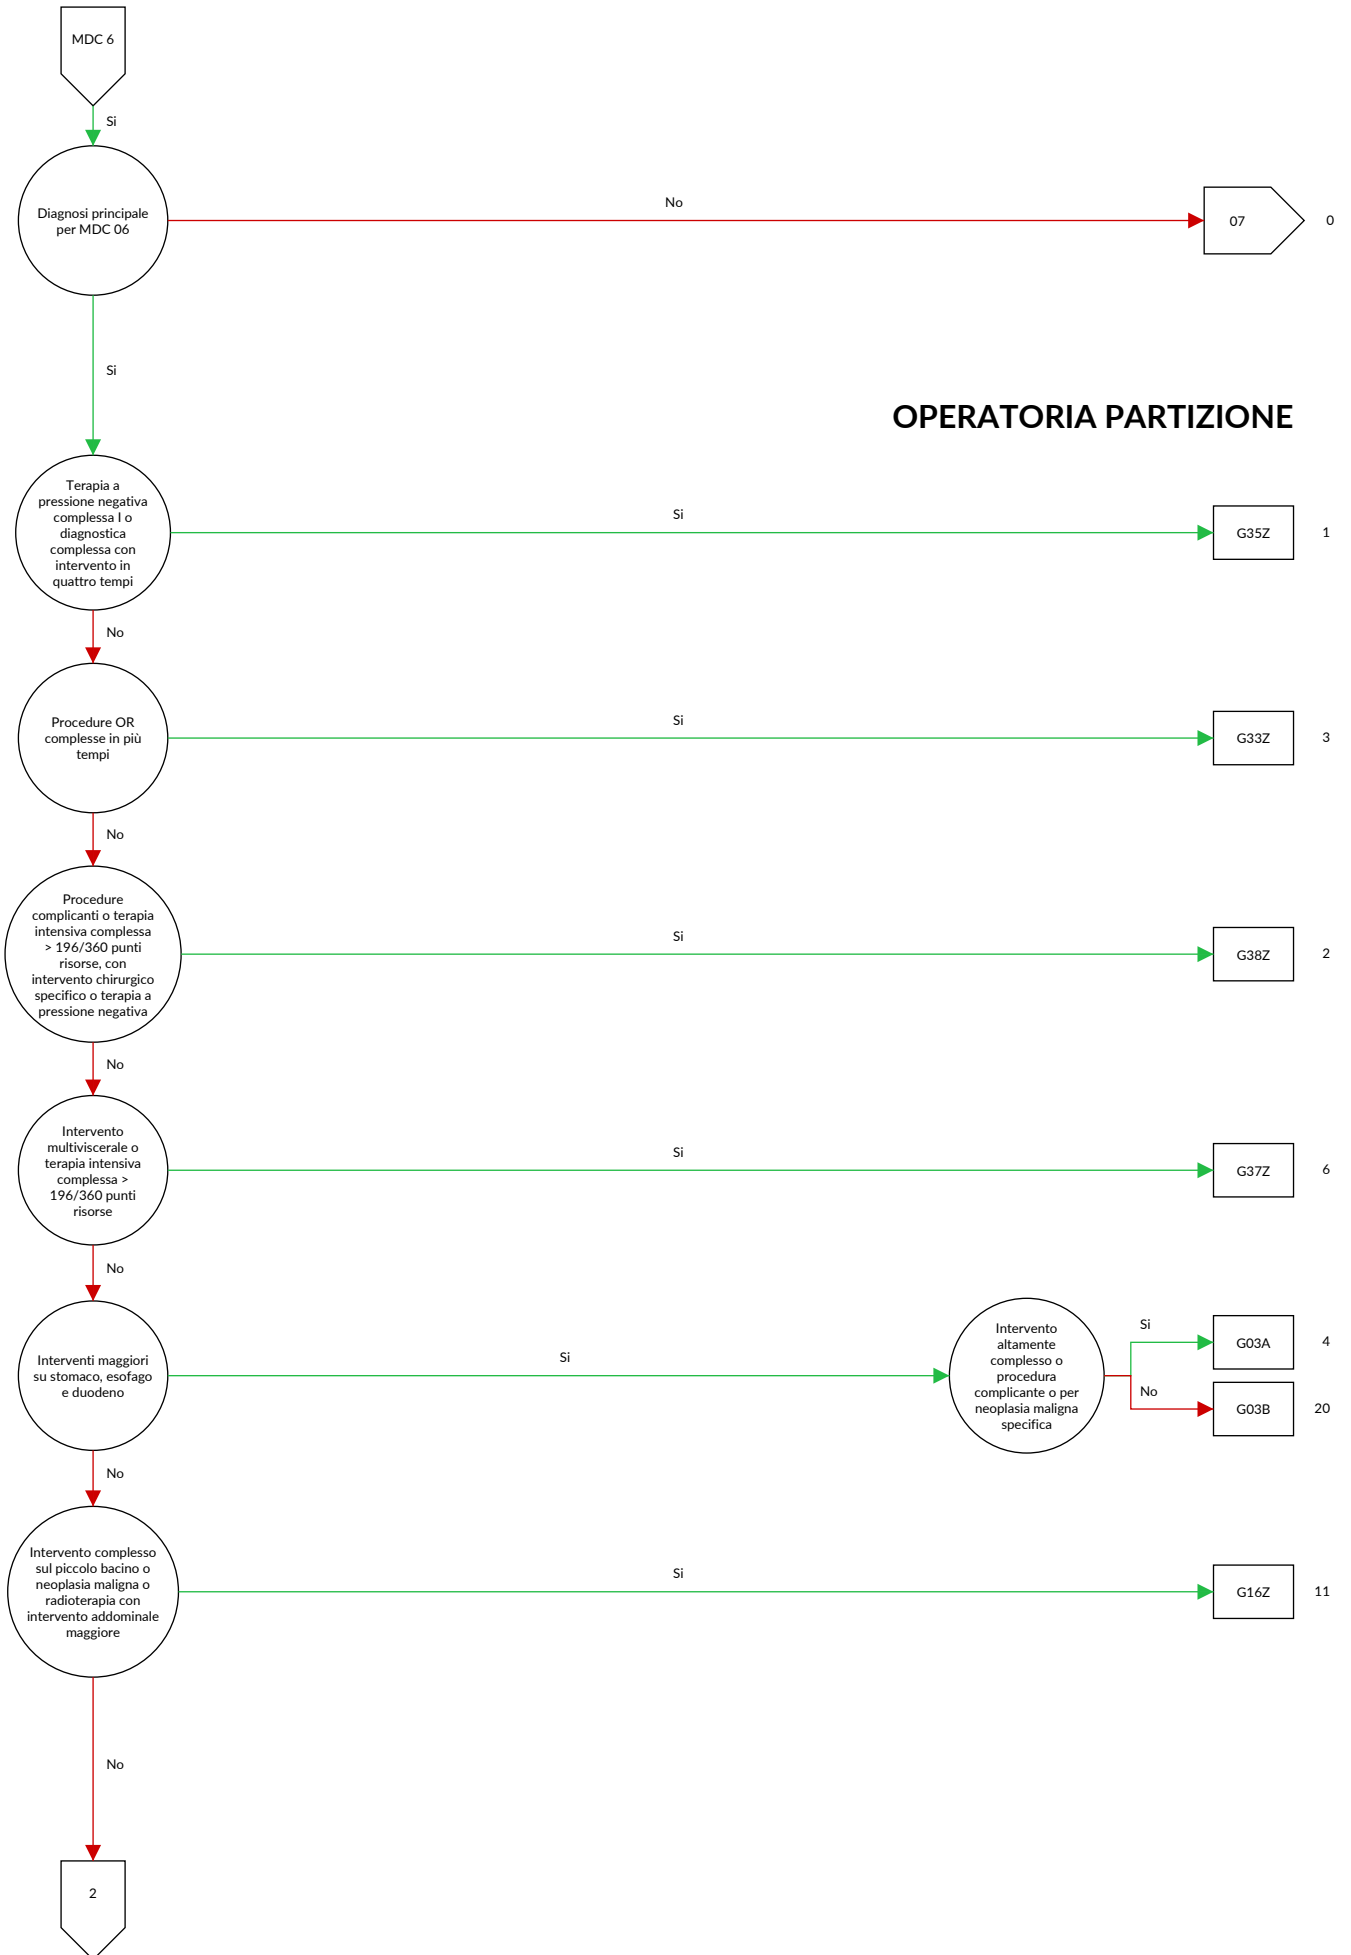 MDC 6
Si
Diagnosi principale
per MDC 06
No
07
0
Si
OPERATORIA PARTIZIONE
Terapia a
pressione negativa
complessa I o
diagnostica
complessa con
intervento in
quattro tempi
Si
G35Z
1
No
Procedure OR
complesse in più
tempi
Si
G33Z
3
No
Procedure
complicanti o terapia
intensiva complessa
> 196/360 punti
risorse, con
intervento chirurgico
specifico o terapia a
pressione negativa
Si
G38Z
2
No
Intervento
multiviscerale o
terapia intensiva
complessa >
196/360 punti
risorse
Si
G37Z
6
No
Interventi maggiori
su stomaco, esofago
e duodeno
Si
Intervento
altamente
complesso o
procedura
complicante o per
neoplasia maligna
specifica
Si
G03A
4
No
G03B
20
No
Intervento complesso
sul piccolo bacino o
neoplasia maligna o
radioterapia con
intervento addominale
maggiore
Si
G16Z
11
No
2